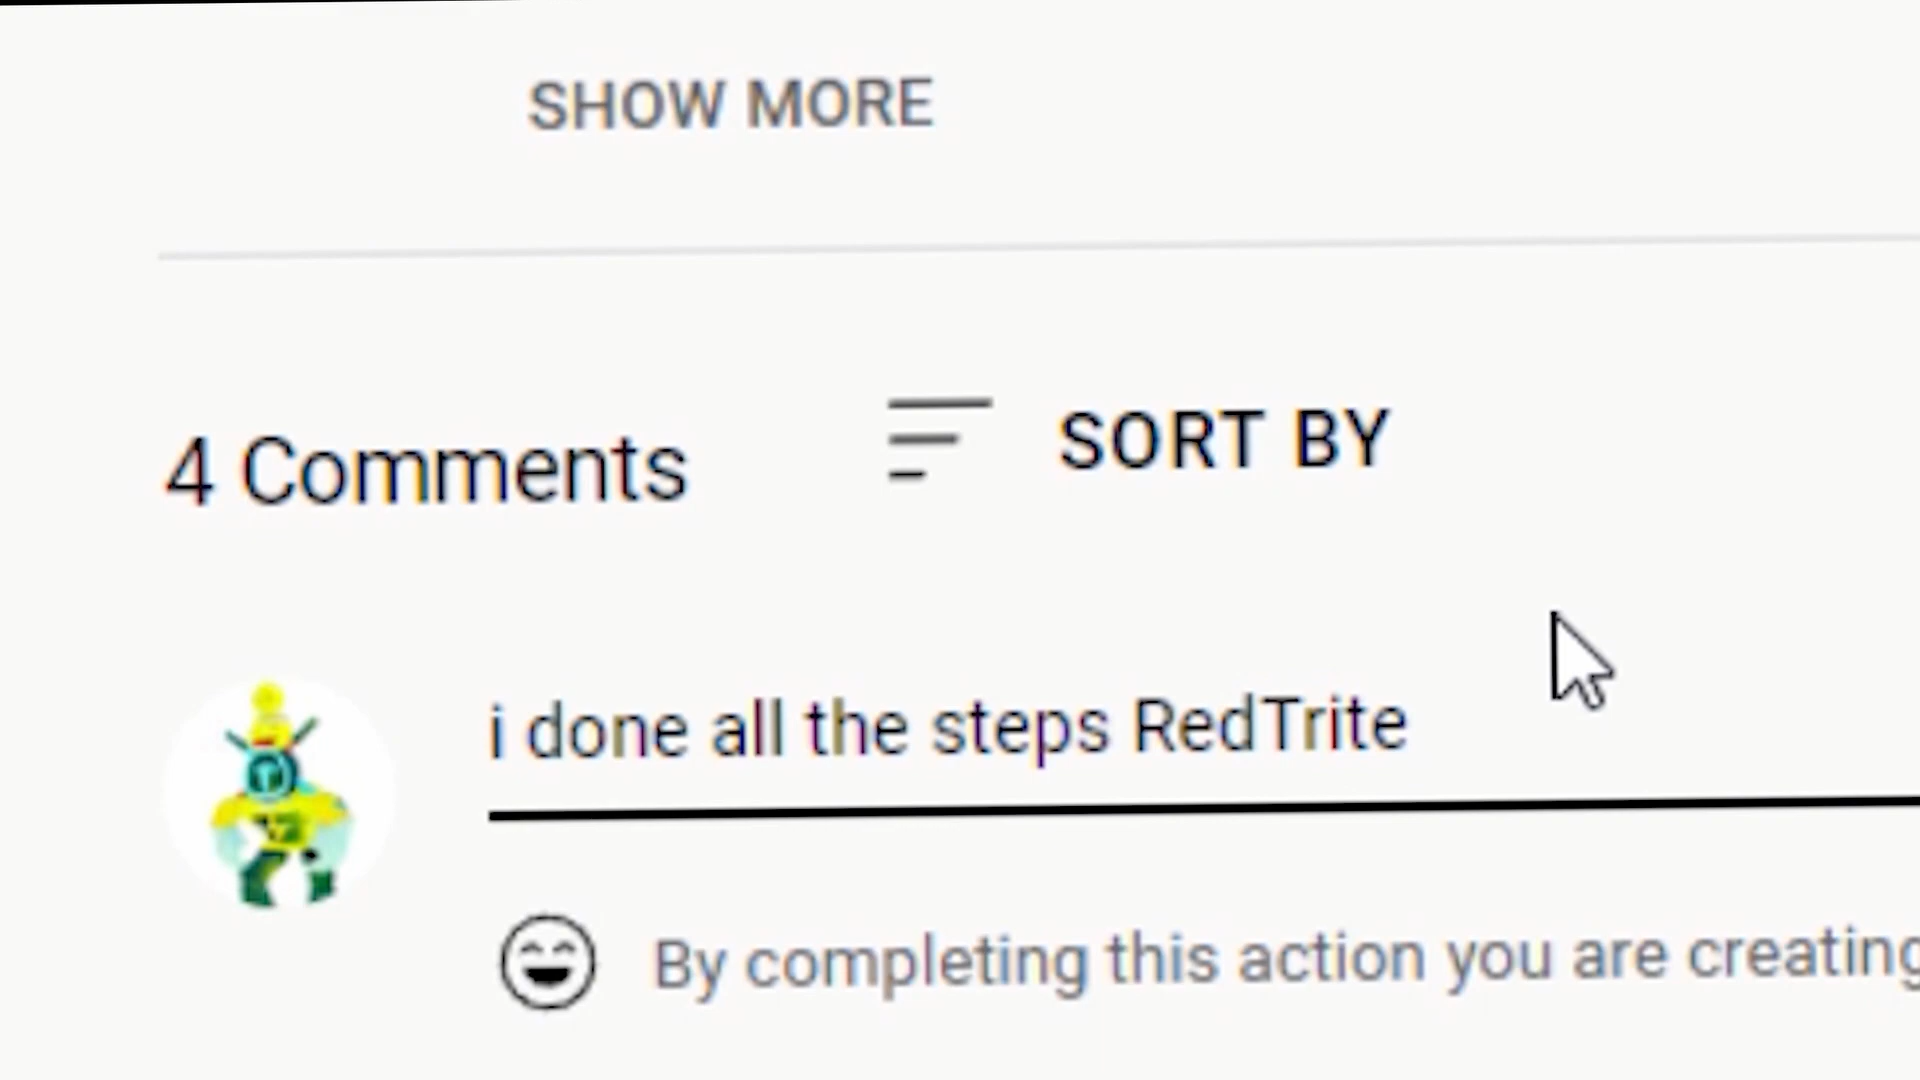 SHOW MORE
4 Comments
SORT BY
i done all the steps RedTrite
By completing this action you are creating